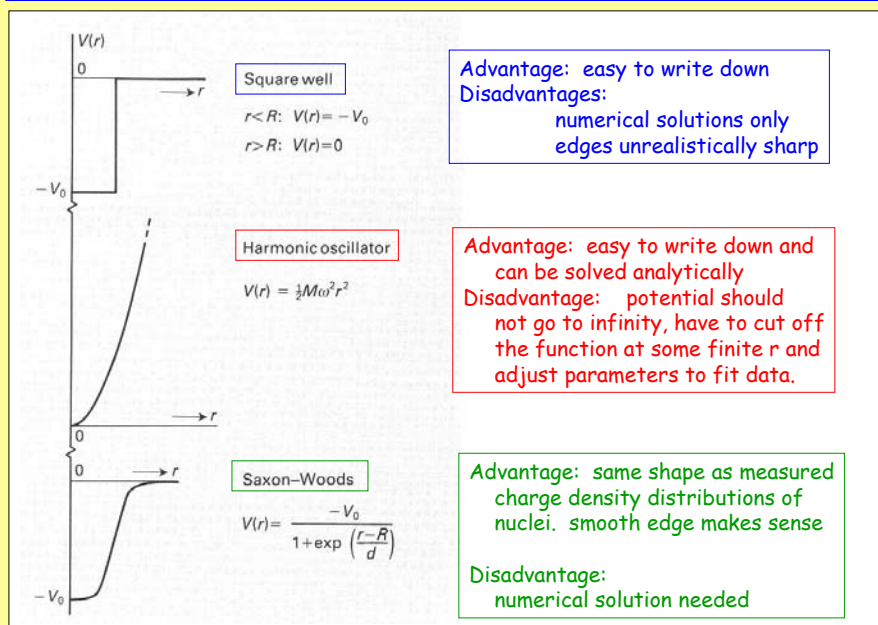 V(r)
0
r
-V₀
Square well
r<R: V(r)= -V₀
r>R: V(r)=0
Advantage: easy to write down
Disadvantages:
numerical solutions only
edges unrealistically sharp
Harmonic oscillator
V(r) = ½Mω²r²
r
0
Advantage: easy to write down and
can be solved analytically
Disadvantage: potential should
not go to infinity, have to cut off
the function at some finite r and
adjust parameters to fit data.
0
r
-V₀
Saxon–Woods
V(r)= -V₀ / 1+exp ((r-R)/d)
Advantage: same shape as measured
charge density distributions of
nuclei. smooth edge makes sense
Disadvantage:
numerical solution needed